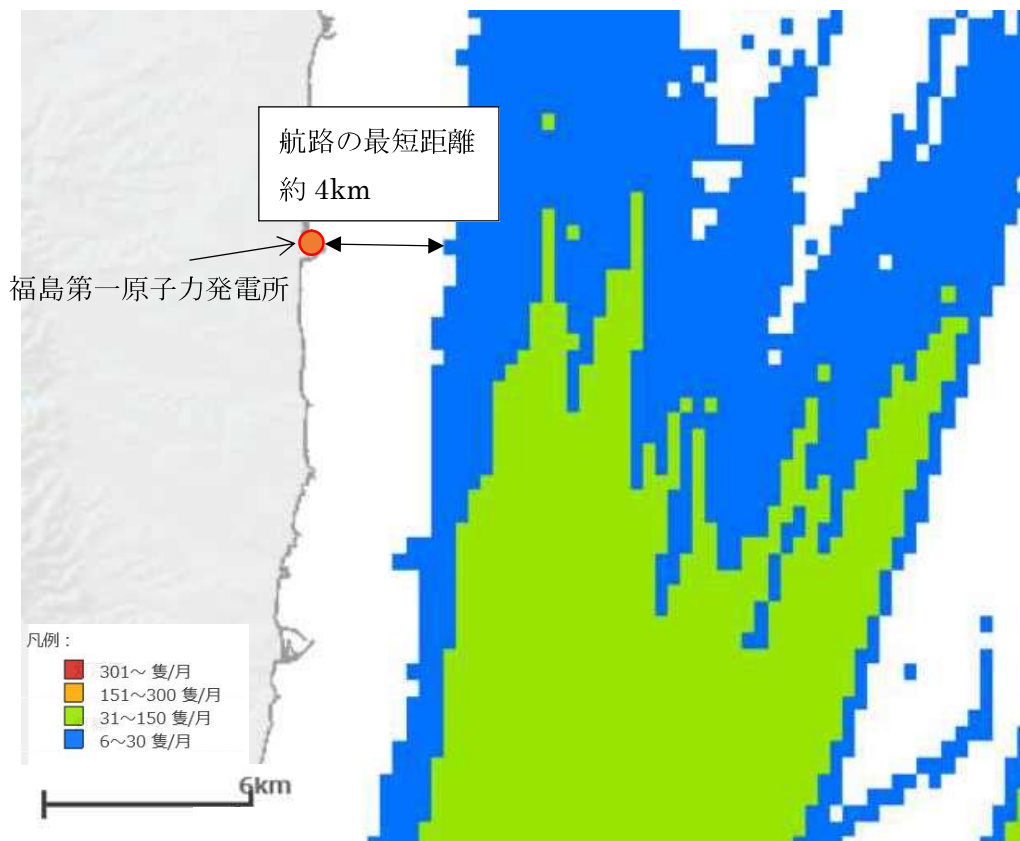 航路の最短距離
約 4km
福島第一原子力発電所
凡例：
301～ 隻/月
151～300 隻/月
31～150 隻/月
6～30 隻/月
6km